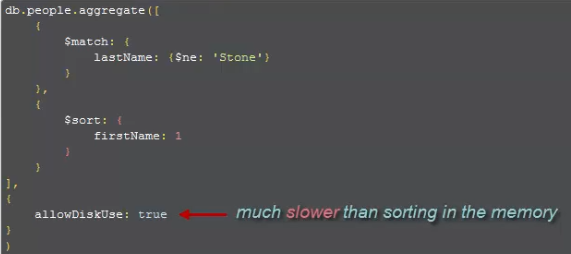 db.people.aggregate([
{
$match: {
lastName: {$ne: 'Stone'}
}
},
{
$sort: {
firstName: 1
}
}
],
{
allowDiskUse: true much slower than sorting in the memory
}
)